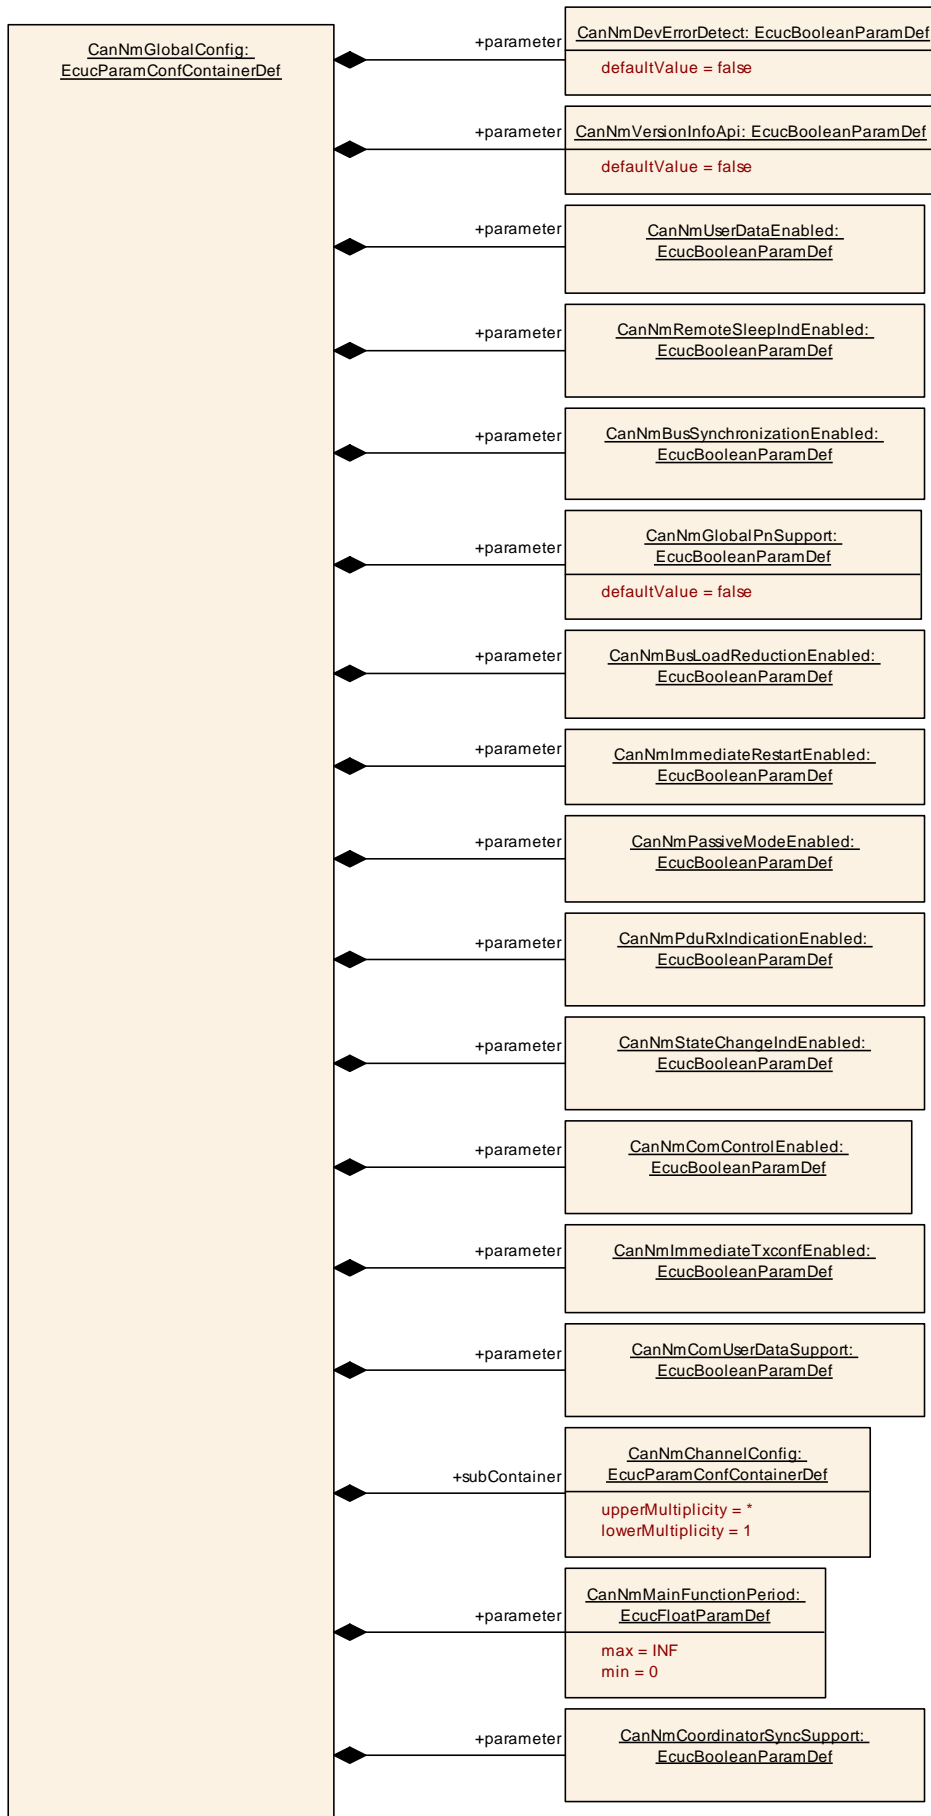 CanNmGlobalConfig:
EcucParamConfContainerDef
+parameter
CanNmDevErrorDetect: EcucBooleanParamDef
defaultValue = false
+parameter
CanNmVersionInfoApi: EcucBooleanParamDef
defaultValue = false
+parameter
CanNmUserDataEnabled:
EcucBooleanParamDef
+parameter
CanNmRemoteSleepIndEnabled:
EcucBooleanParamDef
+parameter
CanNmBusSynchronizationEnabled:
EcucBooleanParamDef
+parameter
CanNmGlobalPnSupport:
EcucBooleanParamDef
defaultValue = false
+parameter
CanNmBusLoadReductionEnabled:
EcucBooleanParamDef
+parameter
CanNmImmediateRestartEnabled:
EcucBooleanParamDef
+parameter
CanNmPassiveModeEnabled:
EcucBooleanParamDef
+parameter
CanNmPduRxIndicationEnabled:
EcucBooleanParamDef
+parameter
CanNmStateChangeIndEnabled:
EcucBooleanParamDef
+parameter
CanNmComControlEnabled:
EcucBooleanParamDef
+parameter
CanNmImmediateTxconfEnabled:
EcucBooleanParamDef
+parameter
CanNmComUserDataSupport:
EcucBooleanParamDef
+subContainer
CanNmChannelConfig:
EcucParamConfContainerDef
upperMultiplicity = *
lowerMultiplicity = 1
+parameter
CanNmMainFunctionPeriod:
EcucFloatParamDef
max = INF
min = 0
+parameter
CanNmCoordinatorSyncSupport:
EcucBooleanParamDef